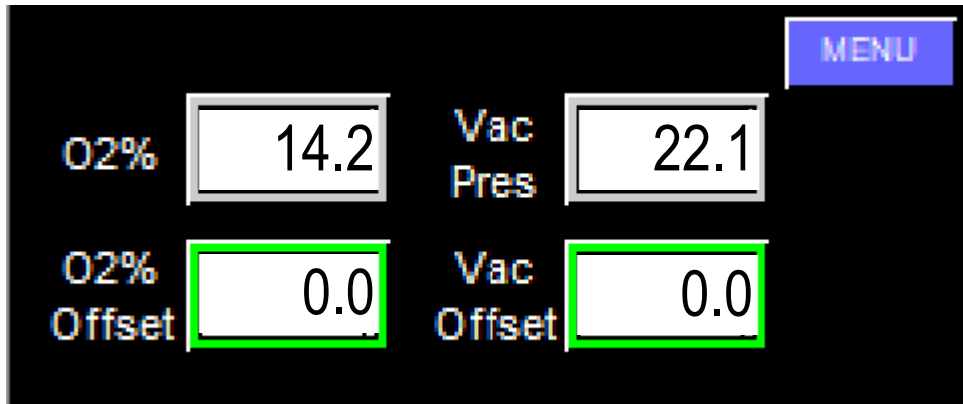 MENU
O2% 14.2 Vac Pres 22.1
O2% Offset 0.0 Vac Offset 0.0